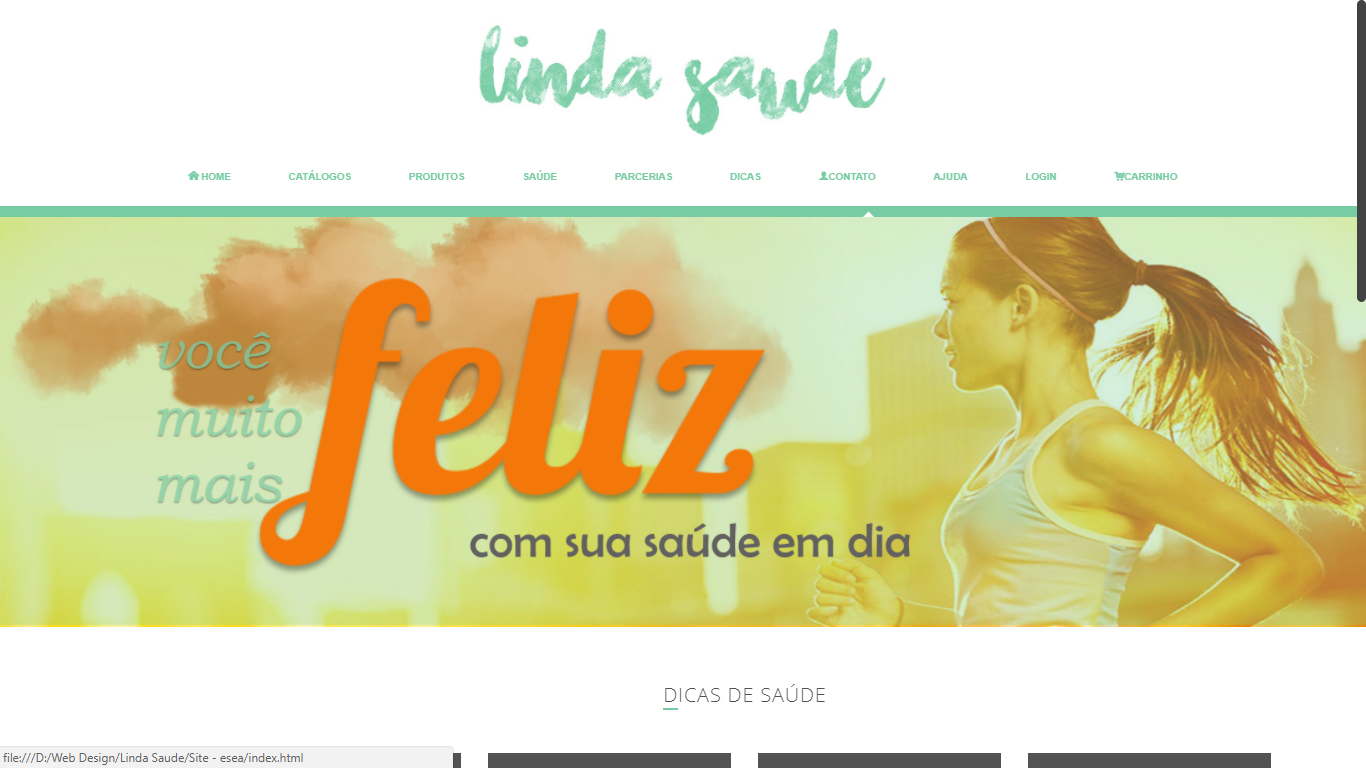 linda saude
HOME CATÁLOGOS PRODUTOS SAÚDE PARCERIAS DICAS CONTATO AJUDA LOGIN CARRINHO
você
muito
mais
feliz
com sua saúde em dia
DICAS DE SAÚDE
file:///D:/Web Design/Linda Saude/Site - esea/index.html